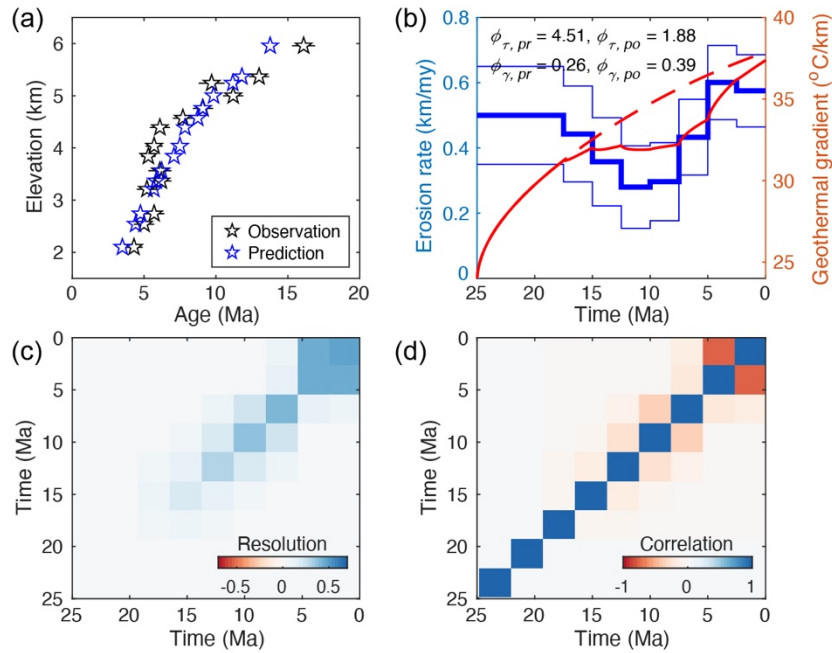 (a)
6
5
4
3
2
Elevation (km)
0
5
10
15
20
Age (Ma)
Observation
Prediction
(b)
ϕτ, pr = 4.51, ϕτ, po = 1.88
ϕγ, pr = 0.26, ϕγ, po = 0.39
0.8
0.6
0.4
0.2
0
Erosion rate (km/my)
40
36
32
28
24
Geothermal gradient (°C/km)
25
20
15
10
5
0
Time (Ma)
(c)
0
5
10
15
20
25
Time (Ma)
Resolution
-0.5
0
0.5
25
20
15
10
5
0
Time (Ma)
(d)
0
5
10
15
20
25
Time (Ma)
Correlation
-1
0
1
25
20
15
10
5
0
Time (Ma)